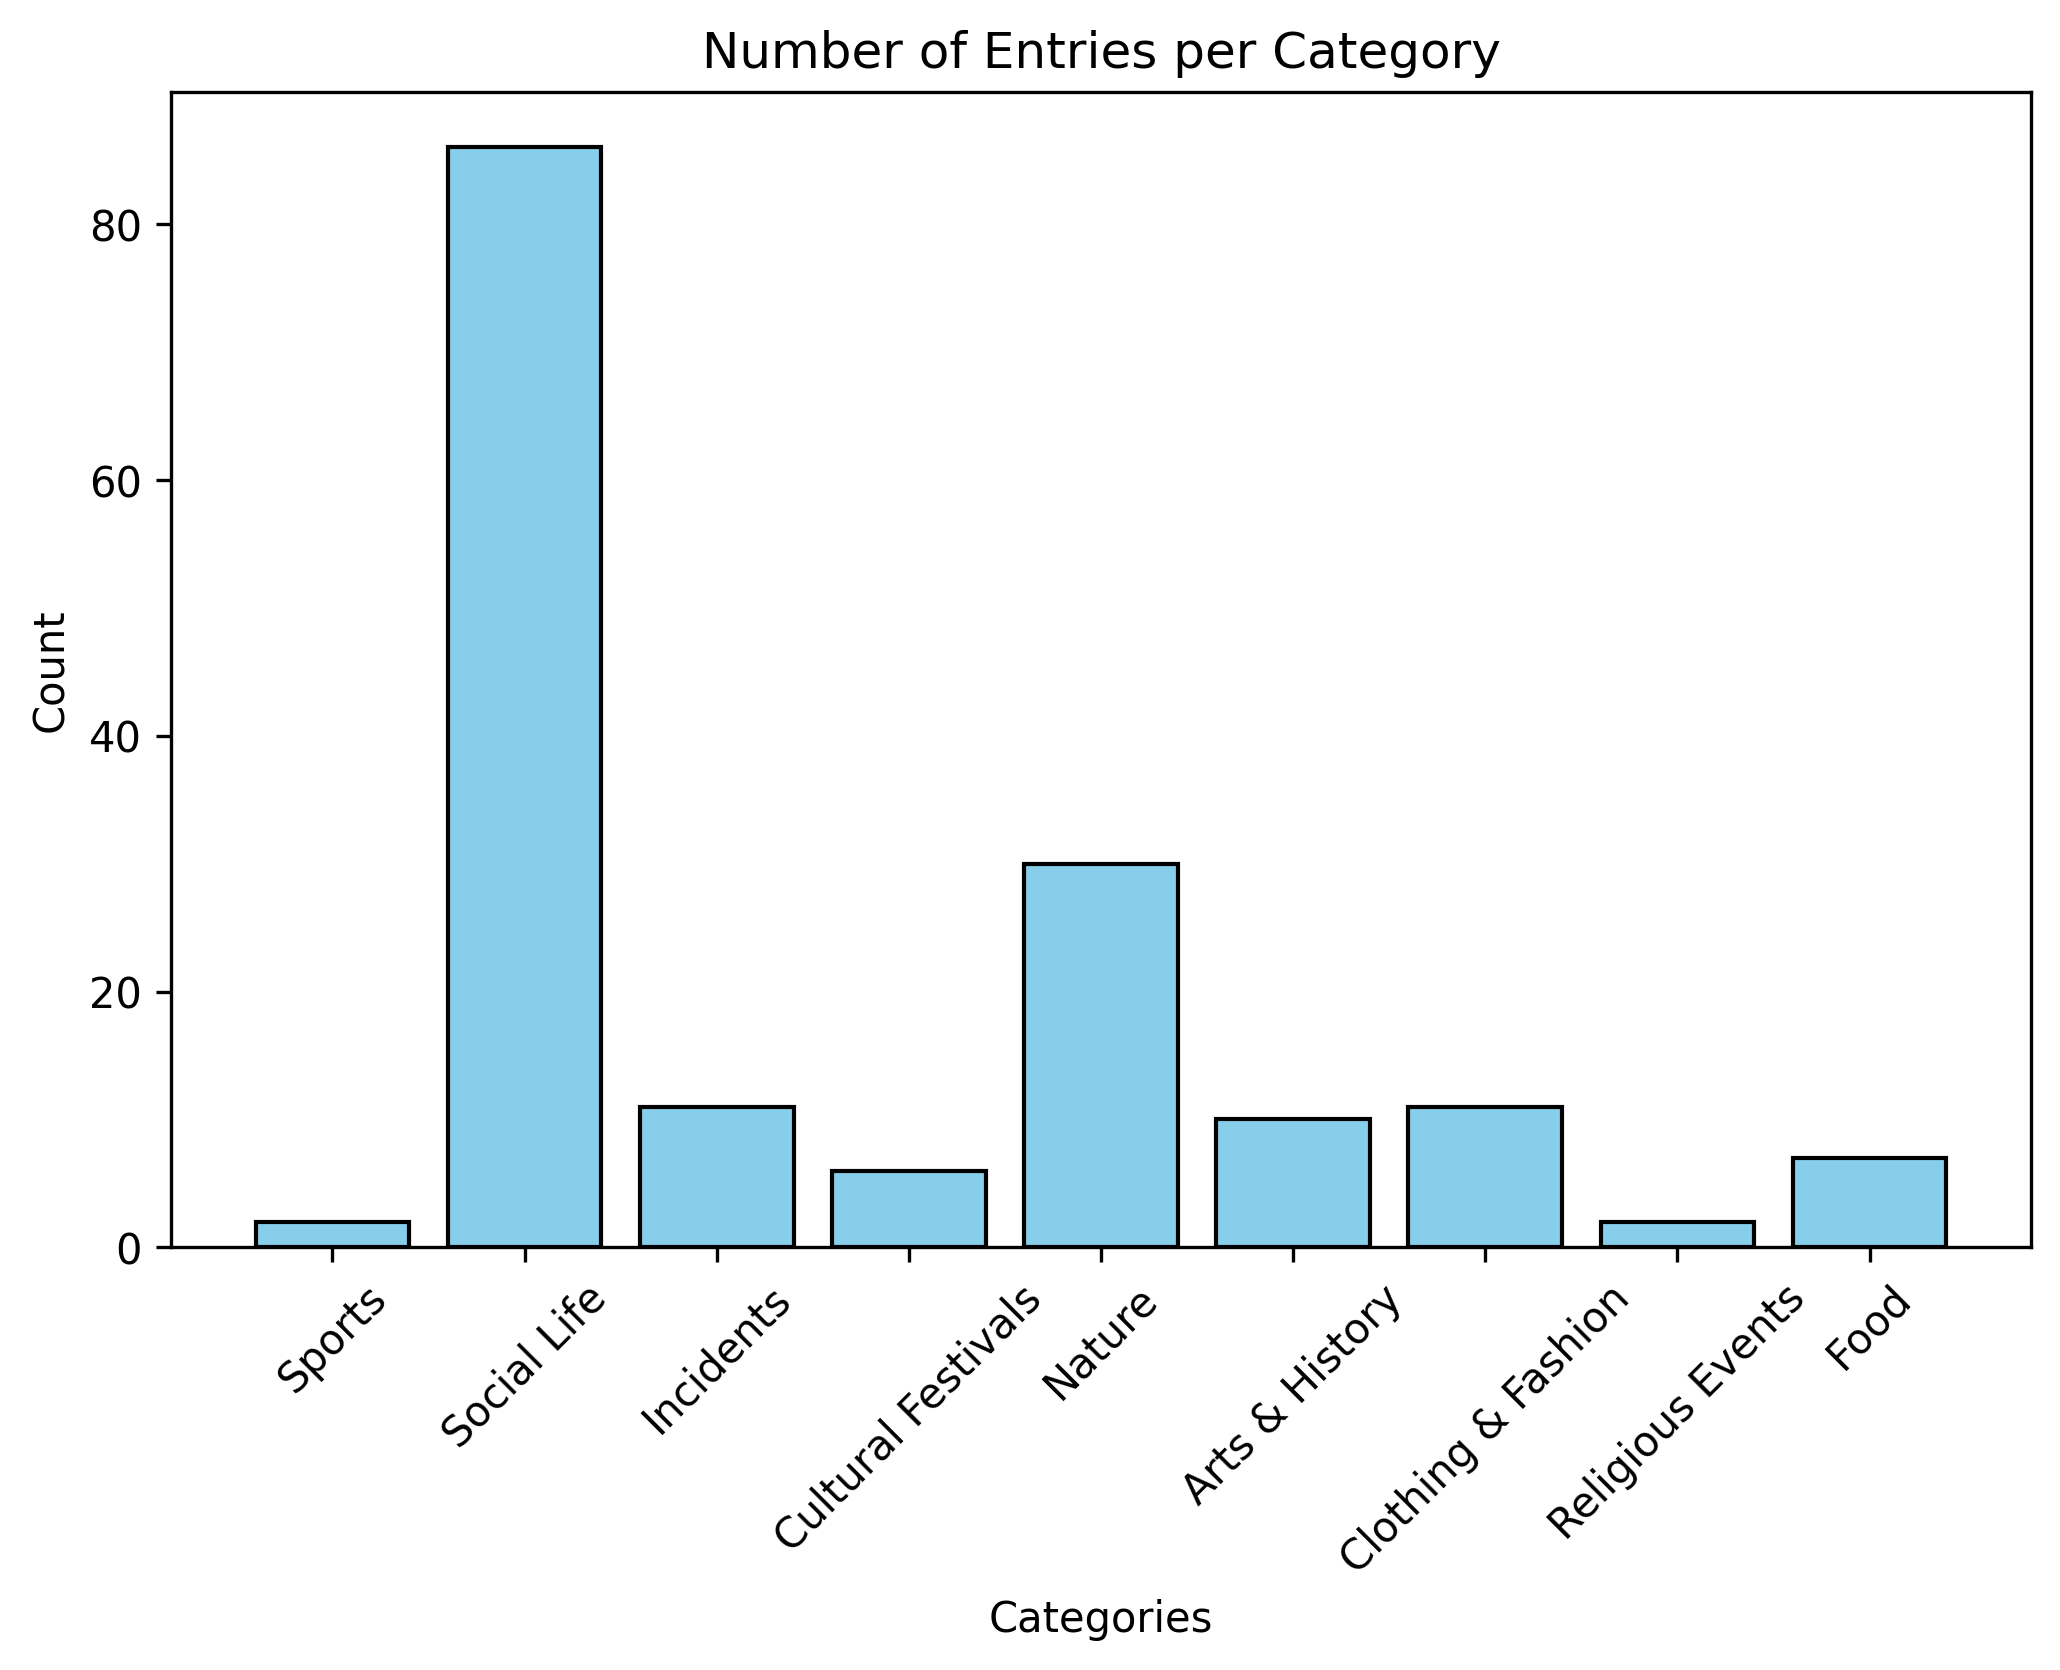 Number of Entries per Category
Count
80
60
40
20
0
Sports
Social Life
Incidents
Cultural Festivals
Nature
Arts & History
Clothing & Fashion
Religious Events
Food
Categories